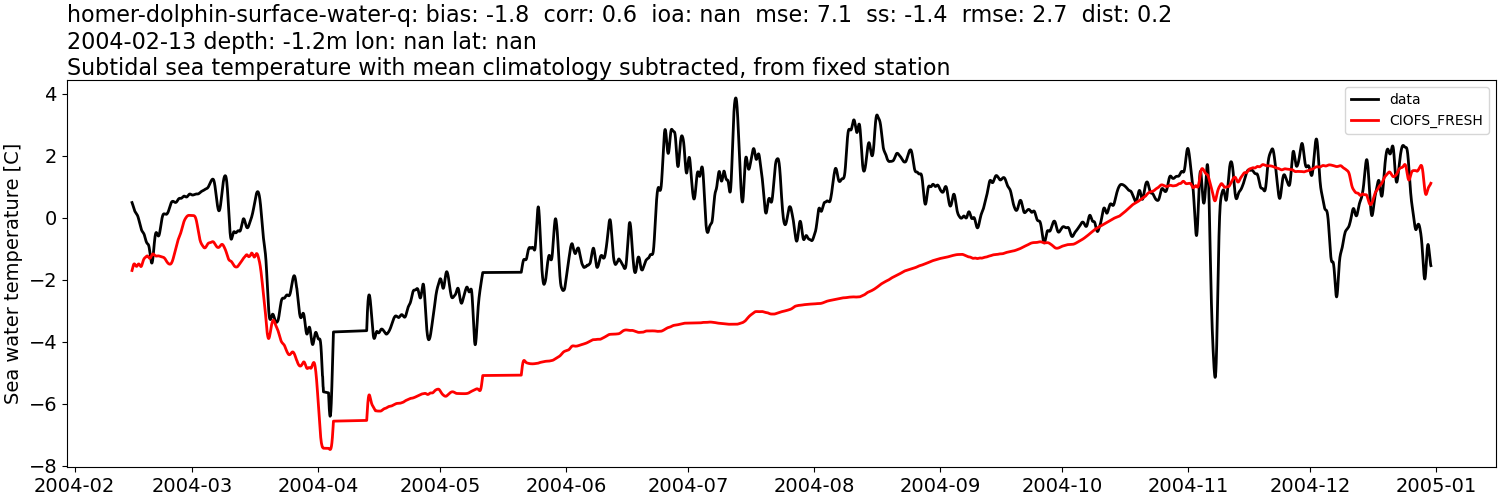 homer-dolphin-surface-water-q: bias: -1.8  corr: 0.6  ioa: nan  mse: 7.1  ss: -1.4  rmse: 2.7  dist: 0.2
2004-02-13 depth: -1.2m lon: nan lat: nan
Subtidal sea temperature with mean climatology subtracted, from fixed station
data
CIOFS_FRESH
Sea water temperature [C]
4
2
0
−2
−4
−6
−8
2004-02 2004-03 2004-04 2004-05 2004-06 2004-07 2004-08 2004-09 2004-10 2004-11 2004-12 2005-01